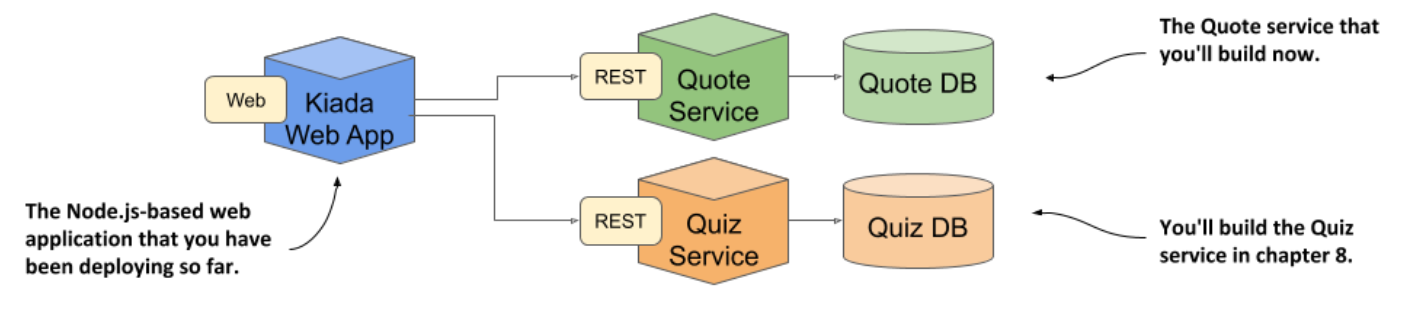 The Quote service that
you'll build now.
REST
Quote
Service
Quote DB
Web
Kiada
Web App
The Node.js-based web
application that you have
been deploying so far.
REST
Quiz
Service
Quiz DB
You'll build the Quiz
service in chapter 8.